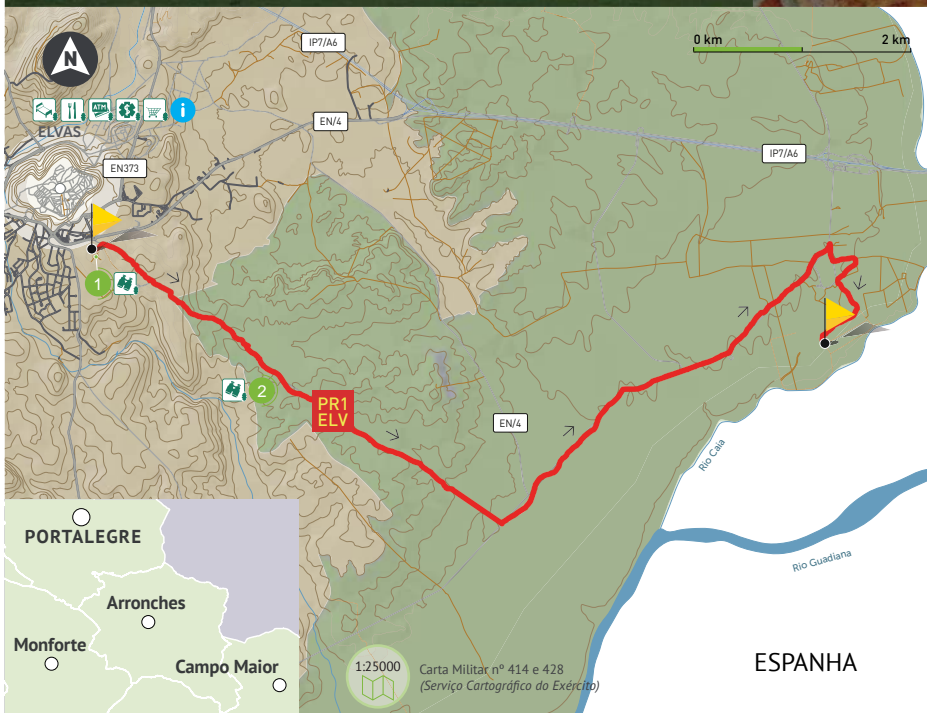 N
IP7/A6
0 km
2 km
ATM
i
ELVAS
EN/4
EN373
IP7/A6
1
2
PR1
ELV
EN/4
Rio Caia
Rio Guadiana
PORTALEGRE
Arronches
Monforte
Campo Maior
1:25000
Carta Militar nº 414 e 428
(Serviço Cartográfico do Exército)
ESPANHA